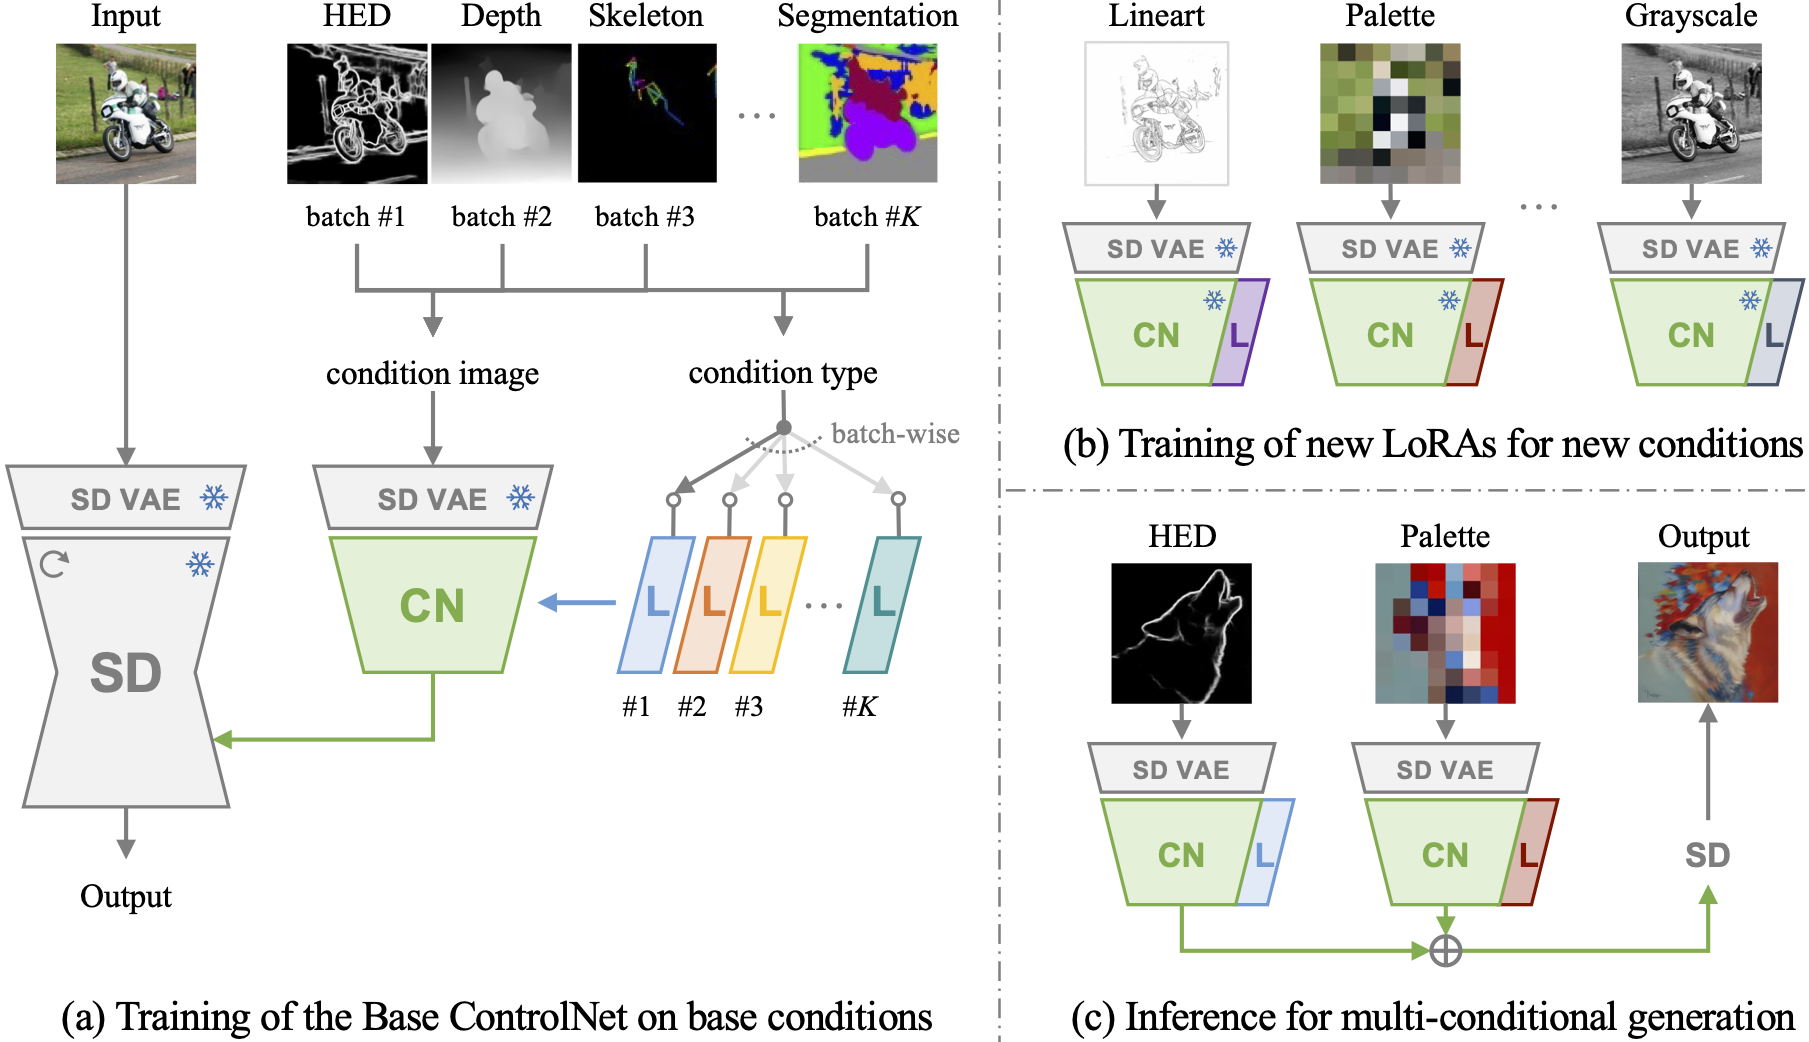 Input
HED Depth Skeleton Segmentation
batch #1 batch #2 batch #3 ... batch #K
condition image condition type
batch-wise
SD VAE SD VAE
SD CN L L L ... L
#1 #2 #3 #K
Output
(a) Training of the Base ControlNet on base conditions
Lineart Palette ... Grayscale
SD VAE SD VAE SD VAE
CN L CN L CN L
(b) Training of new LoRAs for new conditions
HED Palette Output
SD VAE SD VAE
CN L CN L SD
(c) Inference for multi-conditional generation